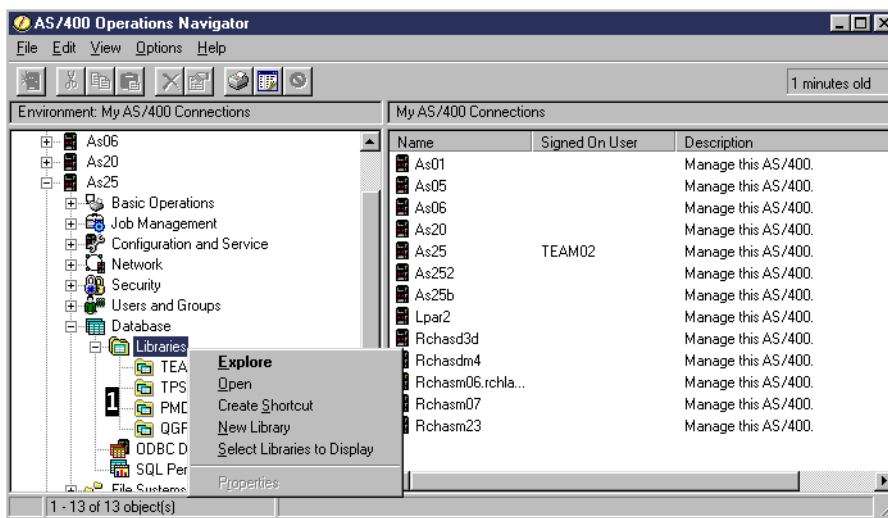 AS/400 Operations Navigator
File Edit View Options Help
1 minutes old
Environment: My AS/400 Connections
My AS/400 Connections
As06
As20
As25
Basic Operations
Job Management
Configuration and Service
Network
Security
Users and Groups
Database
Libraries
TEA
TPS
PMD
QGP
ODBC D
SQL Per
File Systems
1
Explore
Open
Create Shortcut
New Library
Select Libraries to Display
Properties
Name Signed On User Description
As01 Manage this AS/400.
As05 Manage this AS/400.
As06 Manage this AS/400.
As20 Manage this AS/400.
As25 TEAM02 Manage this AS/400.
As252 Manage this AS/400.
As25b Manage this AS/400.
Lpar2 Manage this AS/400.
Rchasd3d Manage this AS/400.
Rchasdm4 Manage this AS/400.
Rchasm06.rchla... Manage this AS/400.
Rchasm07 Manage this AS/400.
Rchasm23 Manage this AS/400.
1 - 13 of 13 object(s)